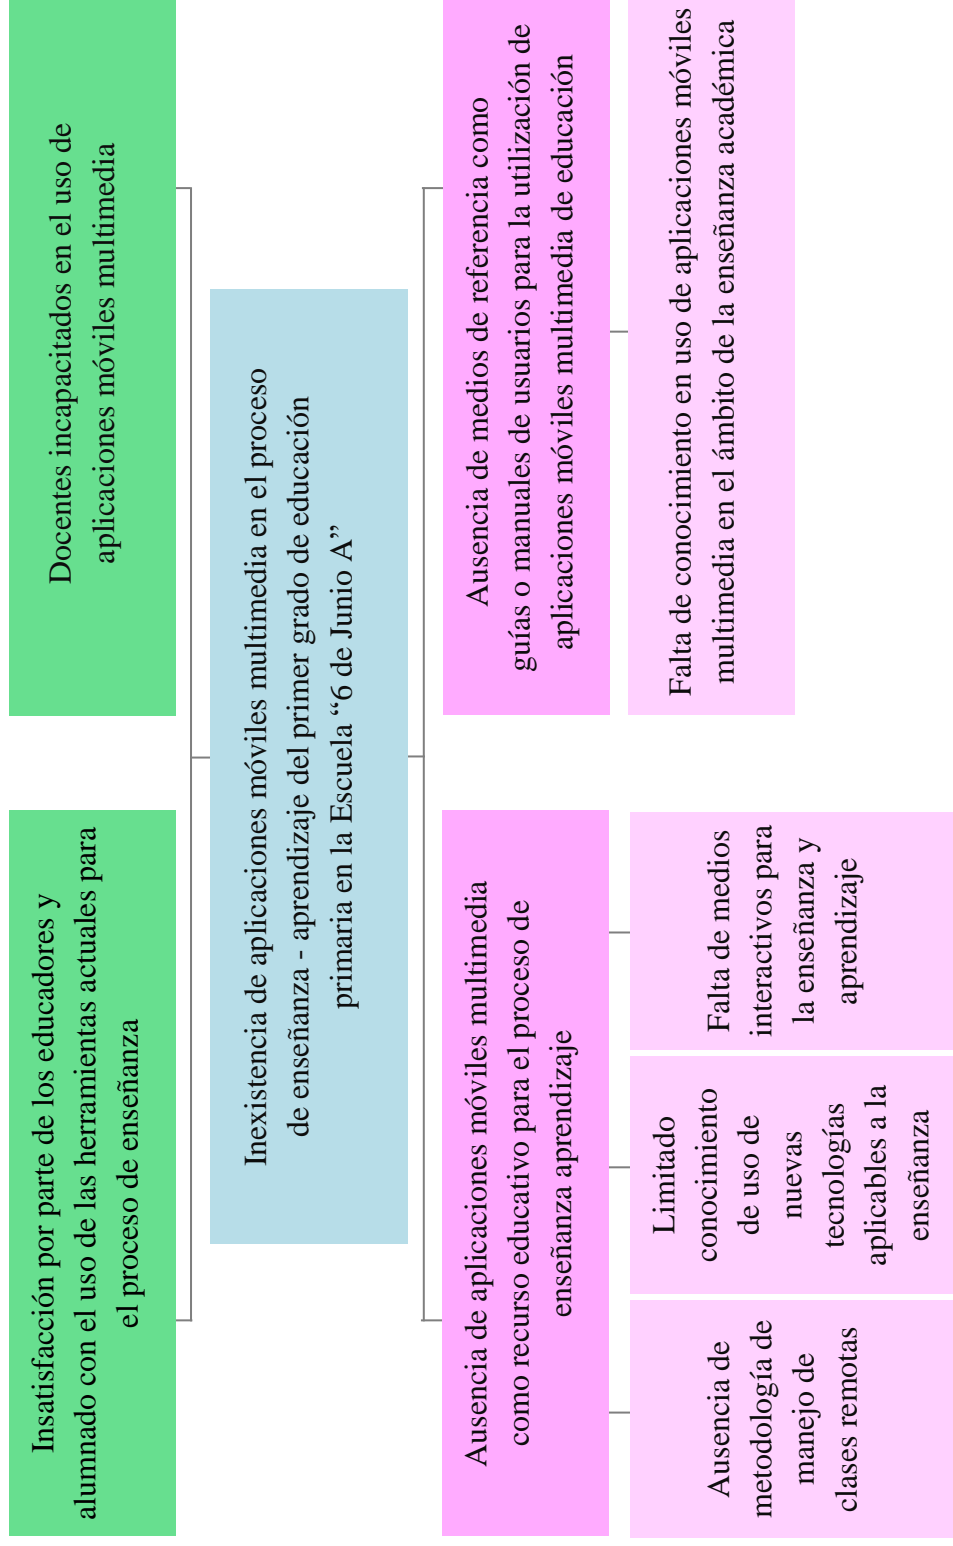 Insatisfacción por parte de los educadores y
alumnado con el uso de las herramientas actuales para
el proceso de enseñanza
Docentes incapacitados en el uso de
aplicaciones móviles multimedia
Inexistencia de aplicaciones móviles multimedia en el proceso
de enseñanza - aprendizaje del primer grado de educación
primaria en la Escuela “6 de Junio A”
Ausencia de aplicaciones móviles multimedia
como recurso educativo para el proceso de
enseñanza aprendizaje
Ausencia de medios de referencia como
guías o manuales de usuarios para la utilización de
aplicaciones móviles multimedia de educación
Ausencia de
metodología de
manejo de
clases remotas
Limitado
conocimiento
de uso de
nuevas
tecnologías
aplicables a la
enseñanza
Falta de medios
interactivos para
la enseñanza y
aprendizaje
Falta de conocimiento en uso de aplicaciones móviles
multimedia en el ámbito de la enseñanza académica